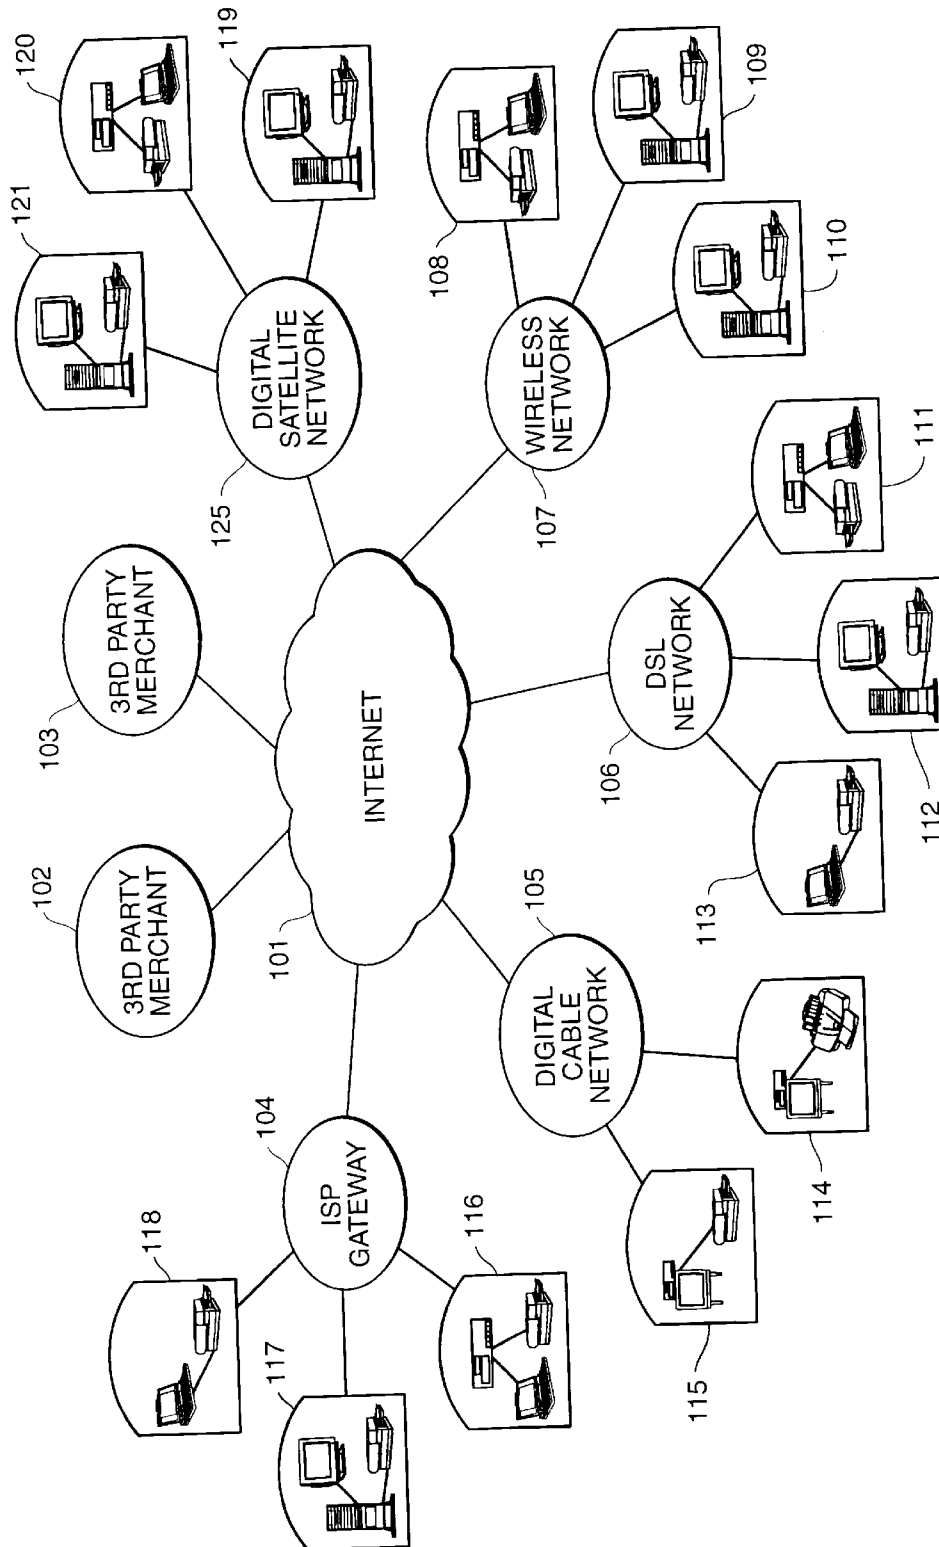 118
117
116
104
ISP
GATEWAY
115
114
105
DIGITAL
CABLE
NETWORK
102
3RD PARTY
MERCHANT
103
3RD PARTY
MERCHANT
101
INTERNET
113
112
111
106
DSL
NETWORK
125
DIGITAL
SATELLITE
NETWORK
121
120
119
107
WIRELESS
NETWORK
108
109
110